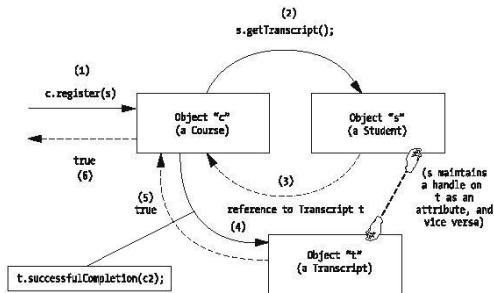 (2)
s.getTranscript();
(1)
c.register(s)
Object "c"
(a Course)
Object "s"
(a Student)
true
(6)
(3)
(s maintains
a handle on
t as an
attribute, and
vice versa)
(5)
true
reference to Transcript t
(4)
Object "t"
(a Transcript)
t.successfulCompletion(c2);